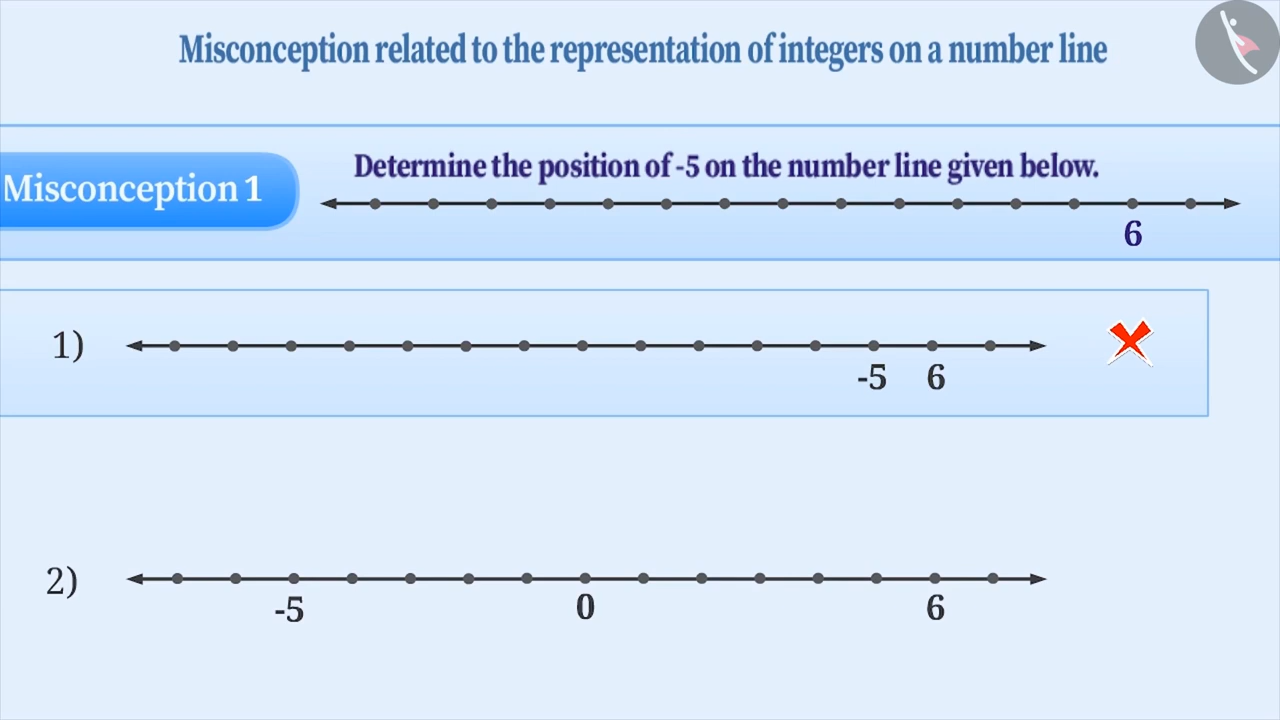 Misconception related to the representation of integers on a number line
Misconception 1
Determine the position of -5 on the number line given below.
6
1)
-5 6
2)
-5 0 6